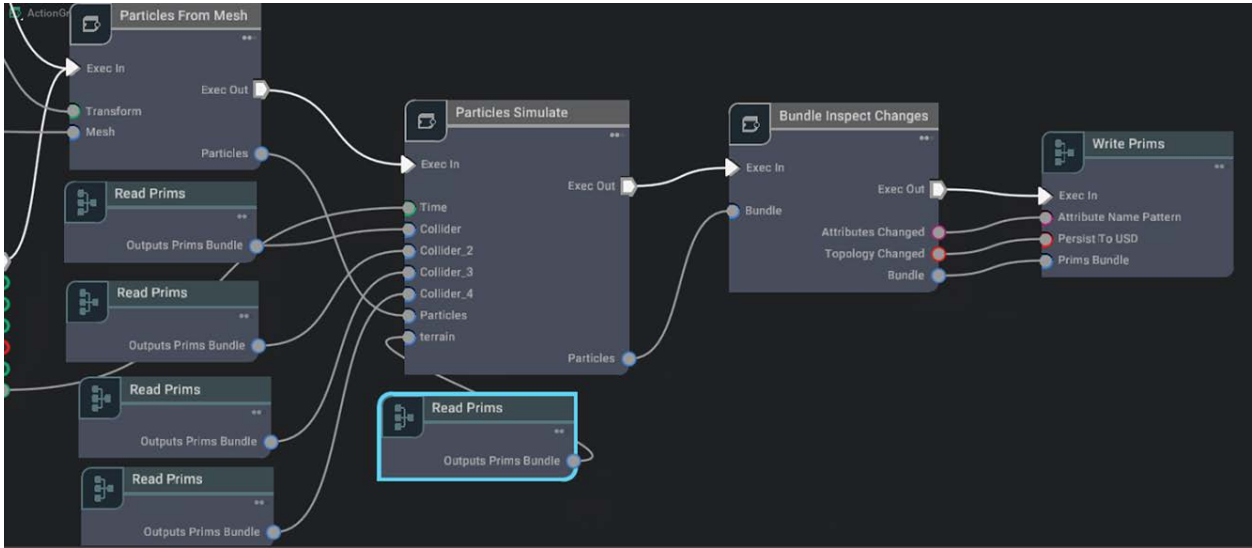 ActionGr
Particles From Mesh
Exec In
Exec Out
Transform
Mesh
Particles
Read Prims
Outputs Prims Bundle
Read Prims
Outputs Prims Bundle
Read Prims
Outputs Prims Bundle
Read Prims
Outputs Prims Bundle
Particles Simulate
Exec In
Exec Out
Time
Collider
Collider_2
Collider_3
Collider_4
Particles
terrain
Particles
Read Prims
Outputs Prims Bundle
Bundle Inspect Changes
Exec In
Exec Out
Bundle
Attributes Changed
Topology Changed
Bundle
Write Prims
Exec In
Attribute Name Pattern
Persist To USD
Prims Bundle